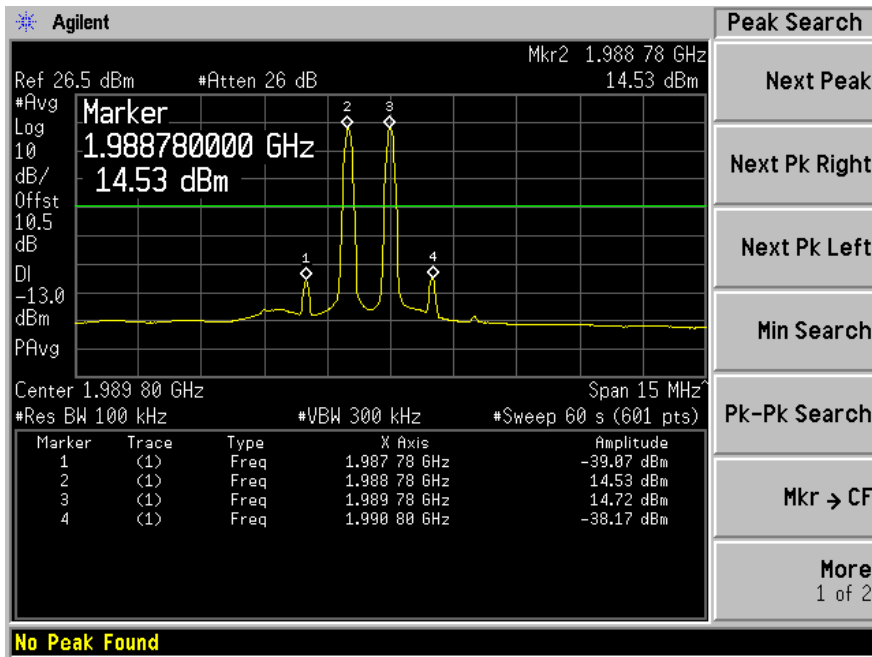 Agilent
Peak Search
Mkr2 1.988 78 GHz
Ref 26.5 dBm #Atten 26 dB 14.53 dBm
Next Peak
#Avg
Log
10
dB/
Offst
10.5
dB
DI
-13.0
dBm
PAvg
Marker
1.988780000 GHz
14.53 dBm
2 3
1 4
Next Pk Right
Next Pk Left
Min Search
Center 1.989 80 GHz Span 15 MHz^
#Res BW 100 kHz #VBW 300 kHz #Sweep 60 s (601 pts)
Pk-Pk Search
Marker Trace Type X Axis Amplitude
1 (1) Freq 1.987 78 GHz -39.07 dBm
2 (1) Freq 1.988 78 GHz 14.53 dBm
3 (1) Freq 1.989 78 GHz 14.72 dBm
4 (1) Freq 1.990 80 GHz -38.17 dBm
Mkr → CF
More
1 of 2
No Peak Found